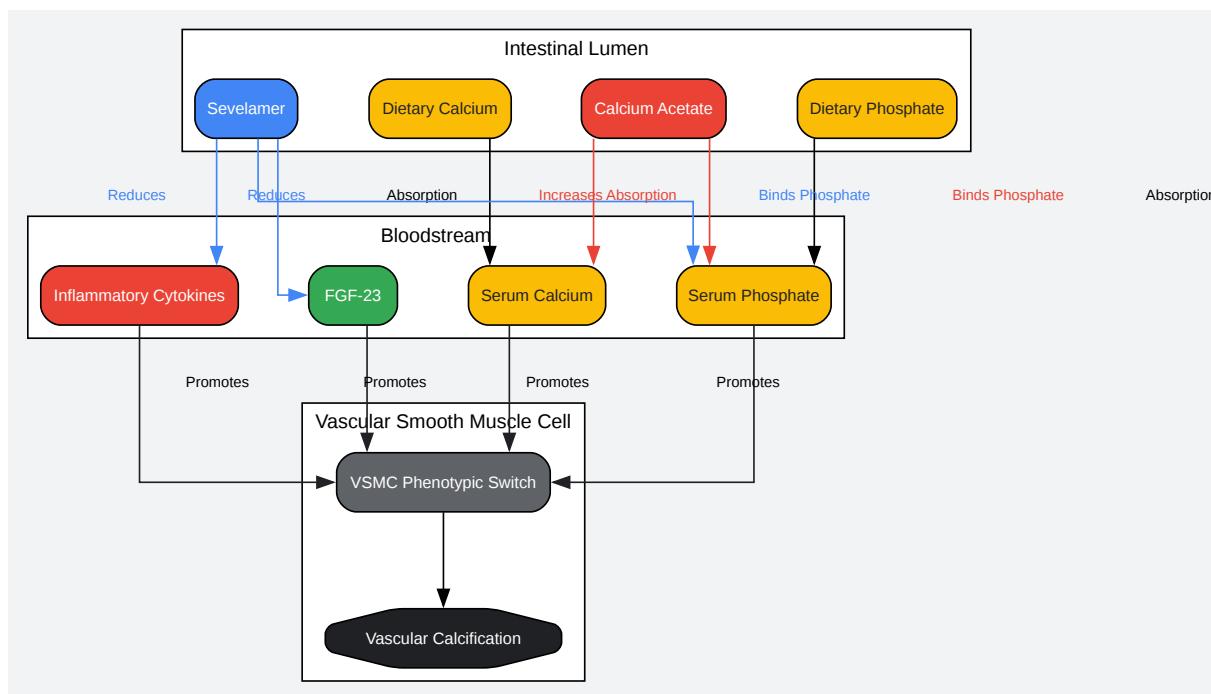 Intestinal Lumen
Sevelamer
Dietary Calcium
Calcium Acetate
Dietary Phosphate
Reduces
Reduces
Absorption
Increases Absorption
Binds Phosphate
Binds Phosphate
Absorption
Bloodstream
Inflammatory Cytokines
FGF-23
Serum Calcium
Serum Phosphate
Promotes
Promotes
Promotes
Promotes
Vascular Smooth Muscle Cell
VSMC Phenotypic Switch
Vascular Calcification